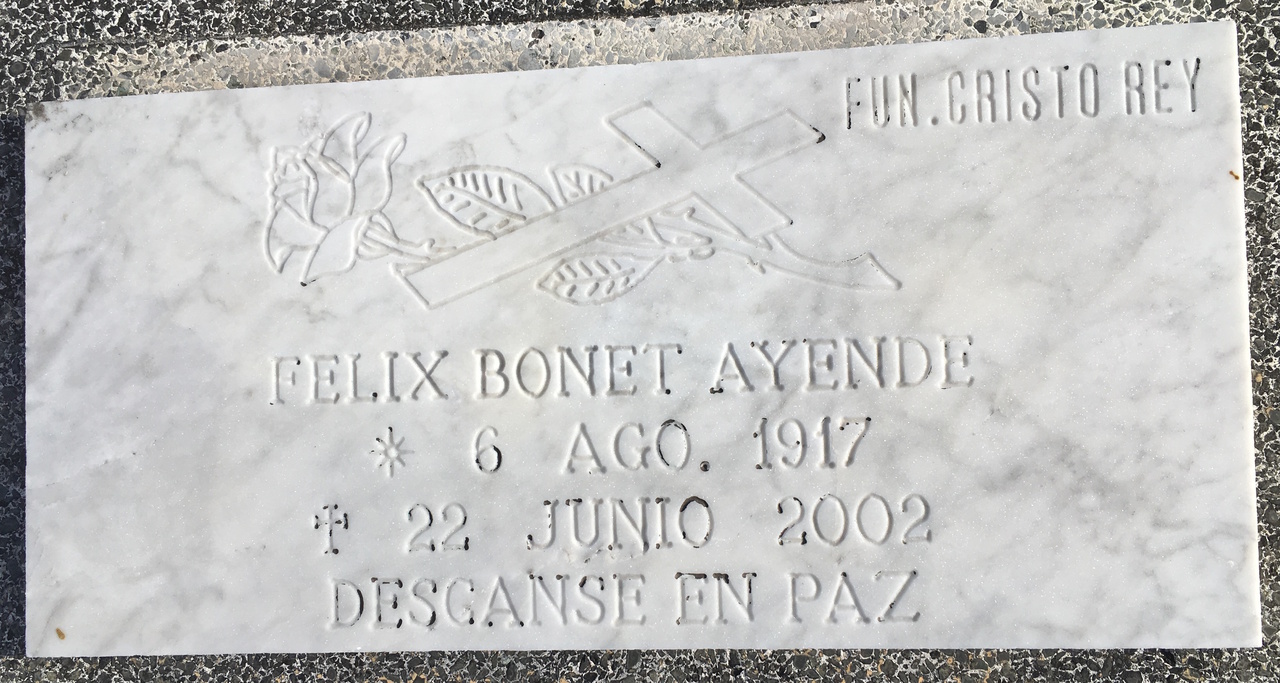 FUN. CRISTO REY
FELIX BONET AYENDE
* 6 AGO. 1917
✝ 22 JUNIO 2002
DESCANSE EN PAZ